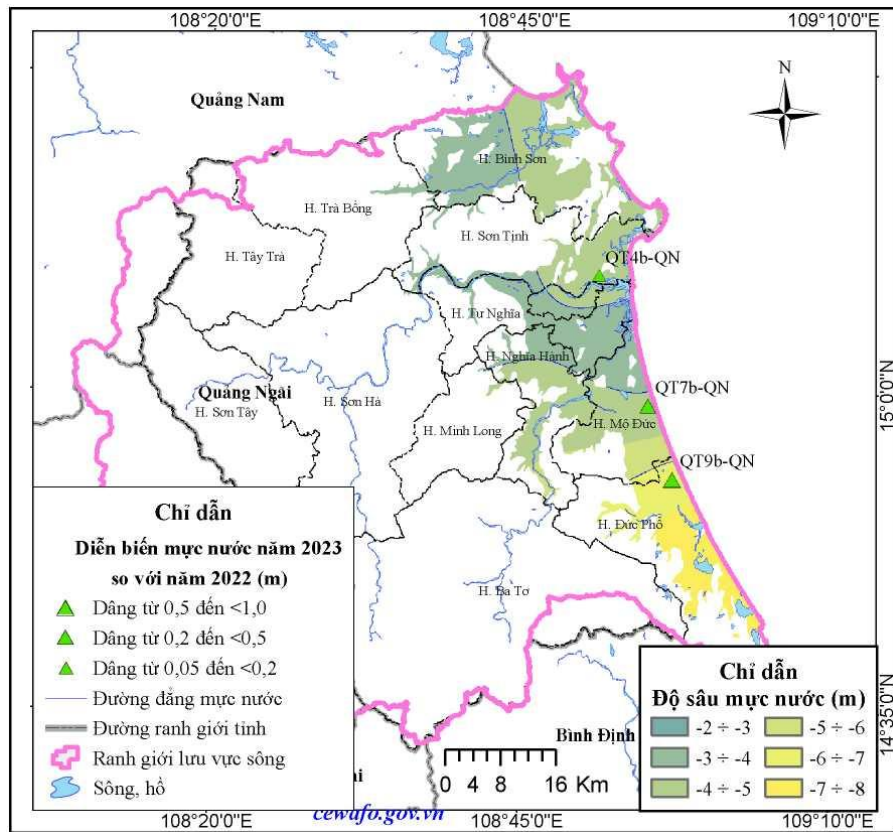 108°20'0"E
108°45'0"E
109°10'0"E
Quảng Nam
N
H. Bình Sơn
H. Trà Bồng
H. Sơn Tịnh
H. Tây Trà
QT4b-QN
H. Tư Nghĩa
H. Nghĩa Hành
Quảng Ngãi
QT7b-QN
H. Sơn Tây
H. Sơn Hà
H. Mộ Đức
H. Minh Long
QT9b-QN
H. Đức Phổ
H. Ba Tơ
15°0'0"N
14°35'0"N
Chỉ dẫn
Diễn biến mực nước năm 2023
so với năm 2022 (m)
Dâng từ 0,5 đến <1,0
Dâng từ 0,2 đến <0,5
Dâng từ 0,05 đến <0,2
Đường đẳng mực nước
Đường ranh giới tỉnh
Ranh giới lưu vực sông
Sông, hồ
Bình Định
0 4 8 16 Km
Chỉ dẫn
Độ sâu mực nước (m)
-2 ÷ -3
-3 ÷ -4
-4 ÷ -5
-5 ÷ -6
-6 ÷ -7
-7 ÷ -8
cewafo.gov.vn
108°20'0"E
108°45'0"E
109°10'0"E